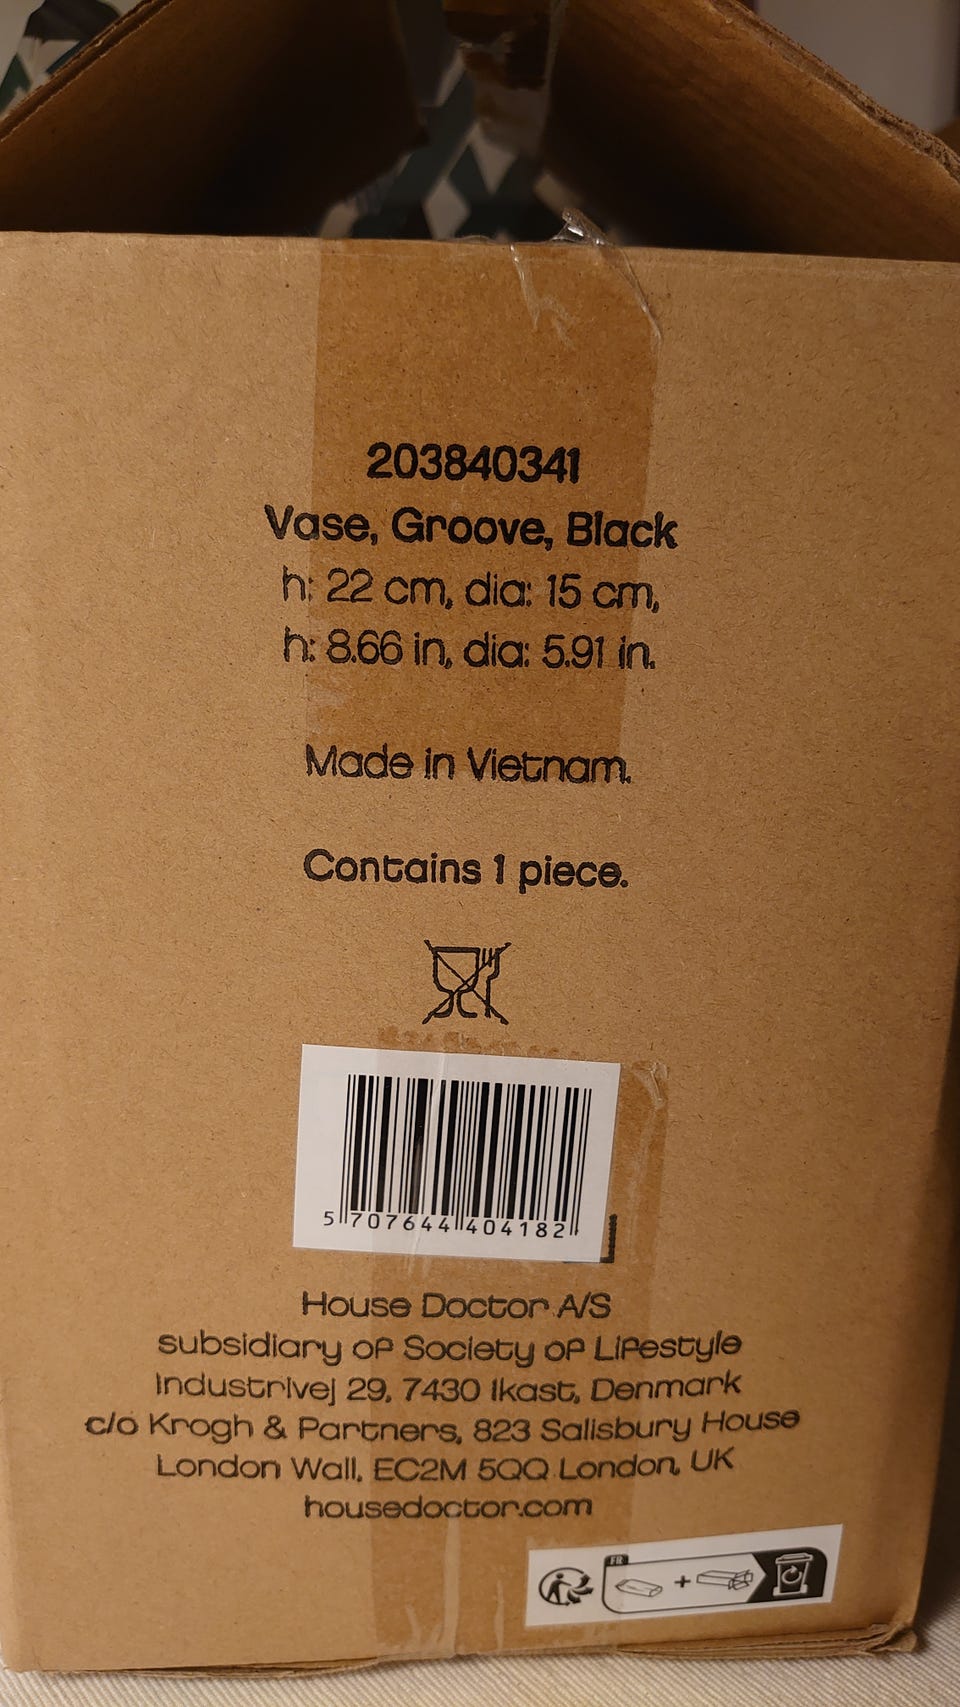 203840341
Vase, Groove, Black
h: 22 cm, dia: 15 cm,
h: 8.66 in, dia: 5.91 in.
Made in Vietnam.
Contains 1 piece.
5 707644 404182
House Doctor A/S
subsidiary of Society of Lifestyle
Industrivej 29, 7430 Ikast, Denmark
c/o Krogh & Partners, 823 Salisbury House
London Wall, EC2M 5QQ London, UK
housedoctor.com
FR
+